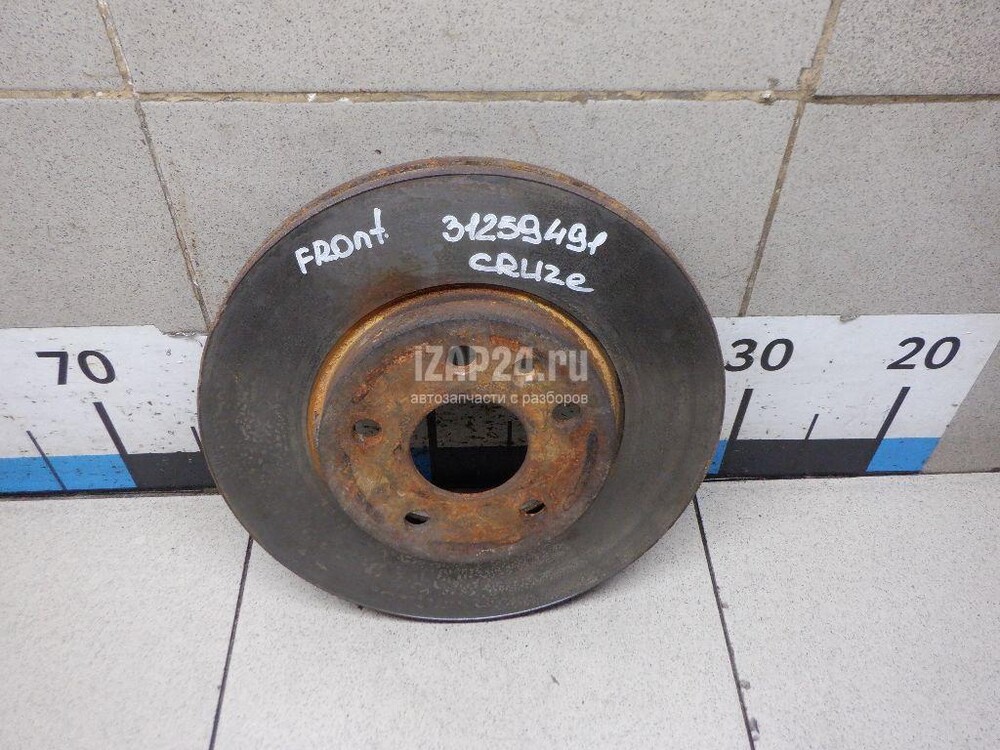 FRONT. 31259491
CRUZE
IZAP24.ru
автозапчасти с разборов
70 30 20